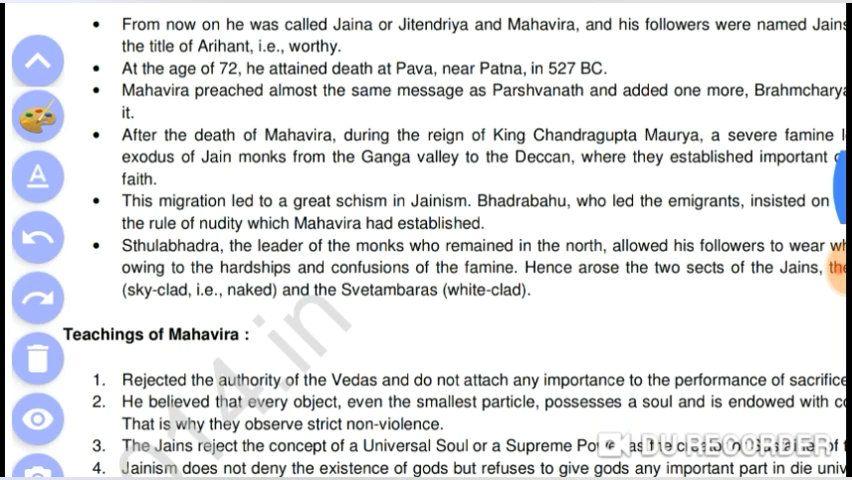 • From now on he was called Jaina or Jitendriya and Mahavira, and his followers were named Jains
the title of Arihant, i.e., worthy.
• At the age of 72, he attained death at Pava, near Patna, in 527 BC.
• Mahavira preached almost the same message as Parshvanath and added one more, Brahmcharya
it.
• After the death of Mahavira, during the reign of King Chandragupta Maurya, a severe famine
exodus of Jain monks from the Ganga valley to the Deccan, where they established important
faith.
• This migration led to a great schism in Jainism. Bhadrabahu, who led the emigrants, insisted on
the rule of nudity which Mahavira had established.
• Sthulabhadra, the leader of the monks who remained in the north, allowed his followers to wear
owing to the hardships and confusions of the famine. Hence arose the two sects of the Jains,
(sky-clad, i.e., naked) and the Svetambaras (white-clad).
Teachings of Mahavira :
1. Rejected the authority of the Vedas and do not attach any importance to the performance of sacrifice
2. He believed that every object, even the smallest particle, possesses a soul and is endowed with
That is why they observe strict non-violence.
3. The Jains reject the concept of a Universal Soul or a Supreme
4. Jainism does not deny the existence of gods but refuses to give gods any important part in die
014.in
DU RECORDER
A